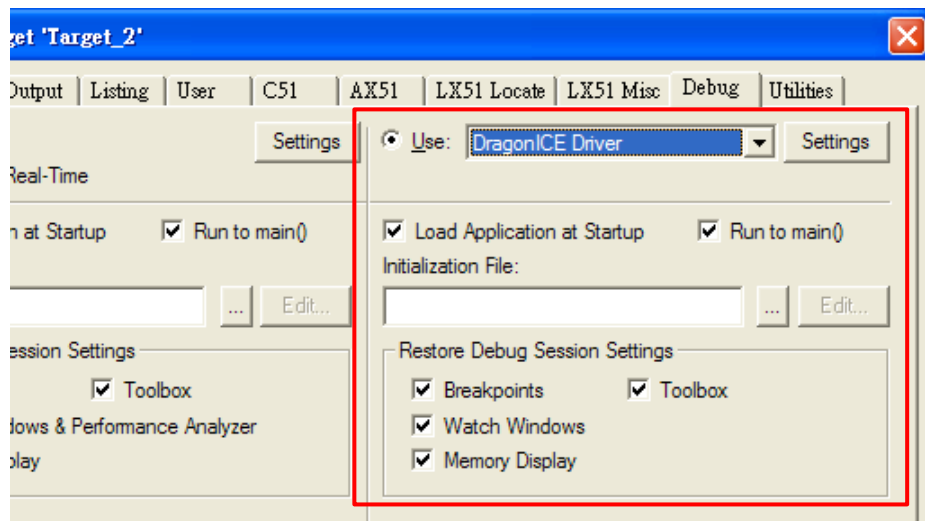 get 'Target_2'
Output Listing User C51 AX51 LX51 Locate LX51 Misc Debug Utilities
Settings Use: DragonICE Driver Settings
Real-Time
n at Startup Run to main() Load Application at Startup Run to main()
Initialization File:
... Edit... ... Edit...
ession Settings Restore Debug Session Settings
Toolbox Breakpoints Toolbox
dows & Performance Analyzer Watch Windows
play Memory Display